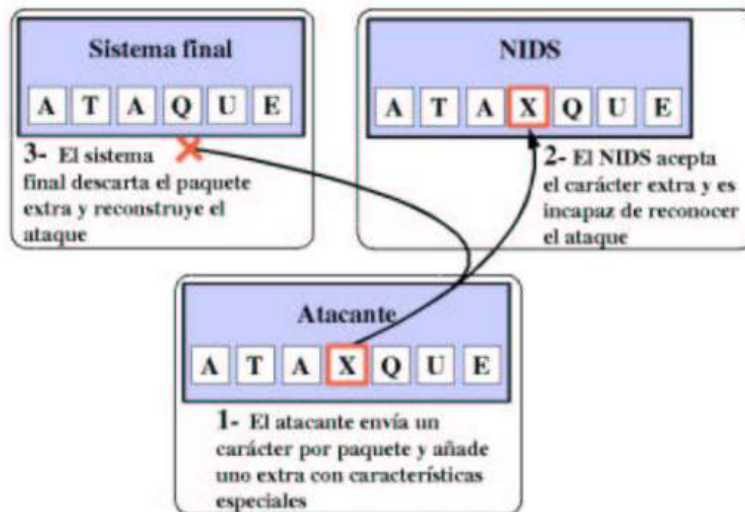 Sistema final
A T A Q U E
3- El sistema
final descarta el paquete
extra y reconstruye el
ataque
NIDS
A T A X Q U E
2- El NIDS acepta
el carácter extra y es
incapaz de reconocer
el ataque
Atacante
A T A X Q U E
1- El atacante envía un
carácter por paquete y añade
uno extra con características
especiales